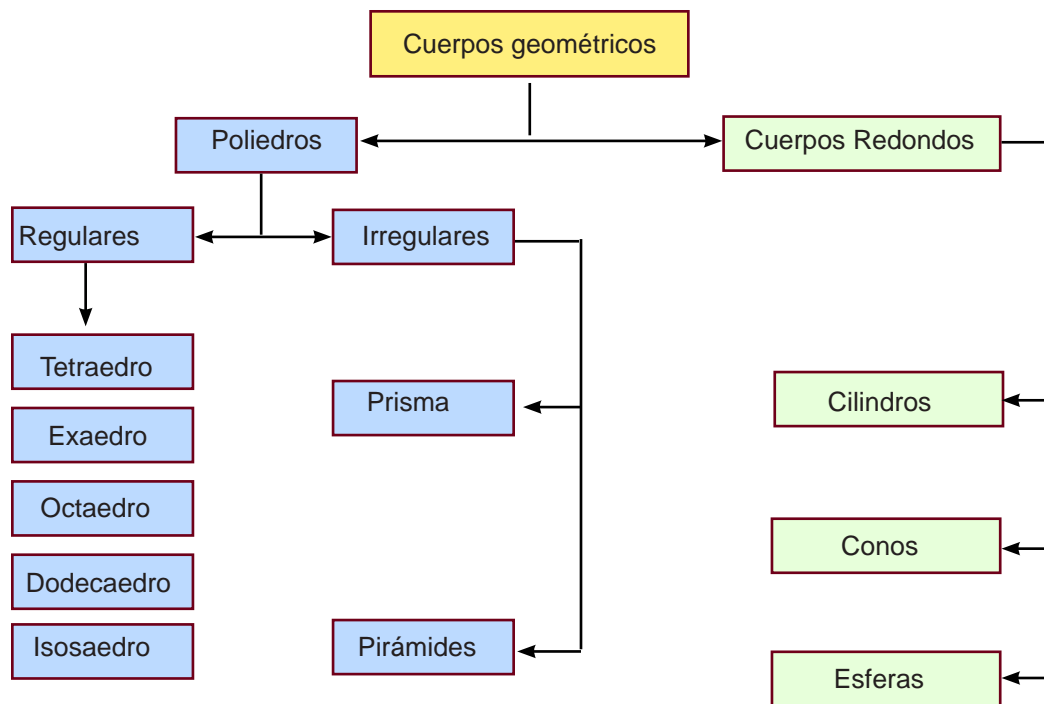 Cuerpos geométricos
Poliedros
Cuerpos Redondos
Regulares
Irregulares
Tetraedro
Exaedro
Octaedro
Dodecaedro
Isosaedro
Prisma
Pirámides
Cilindros
Conos
Esferas